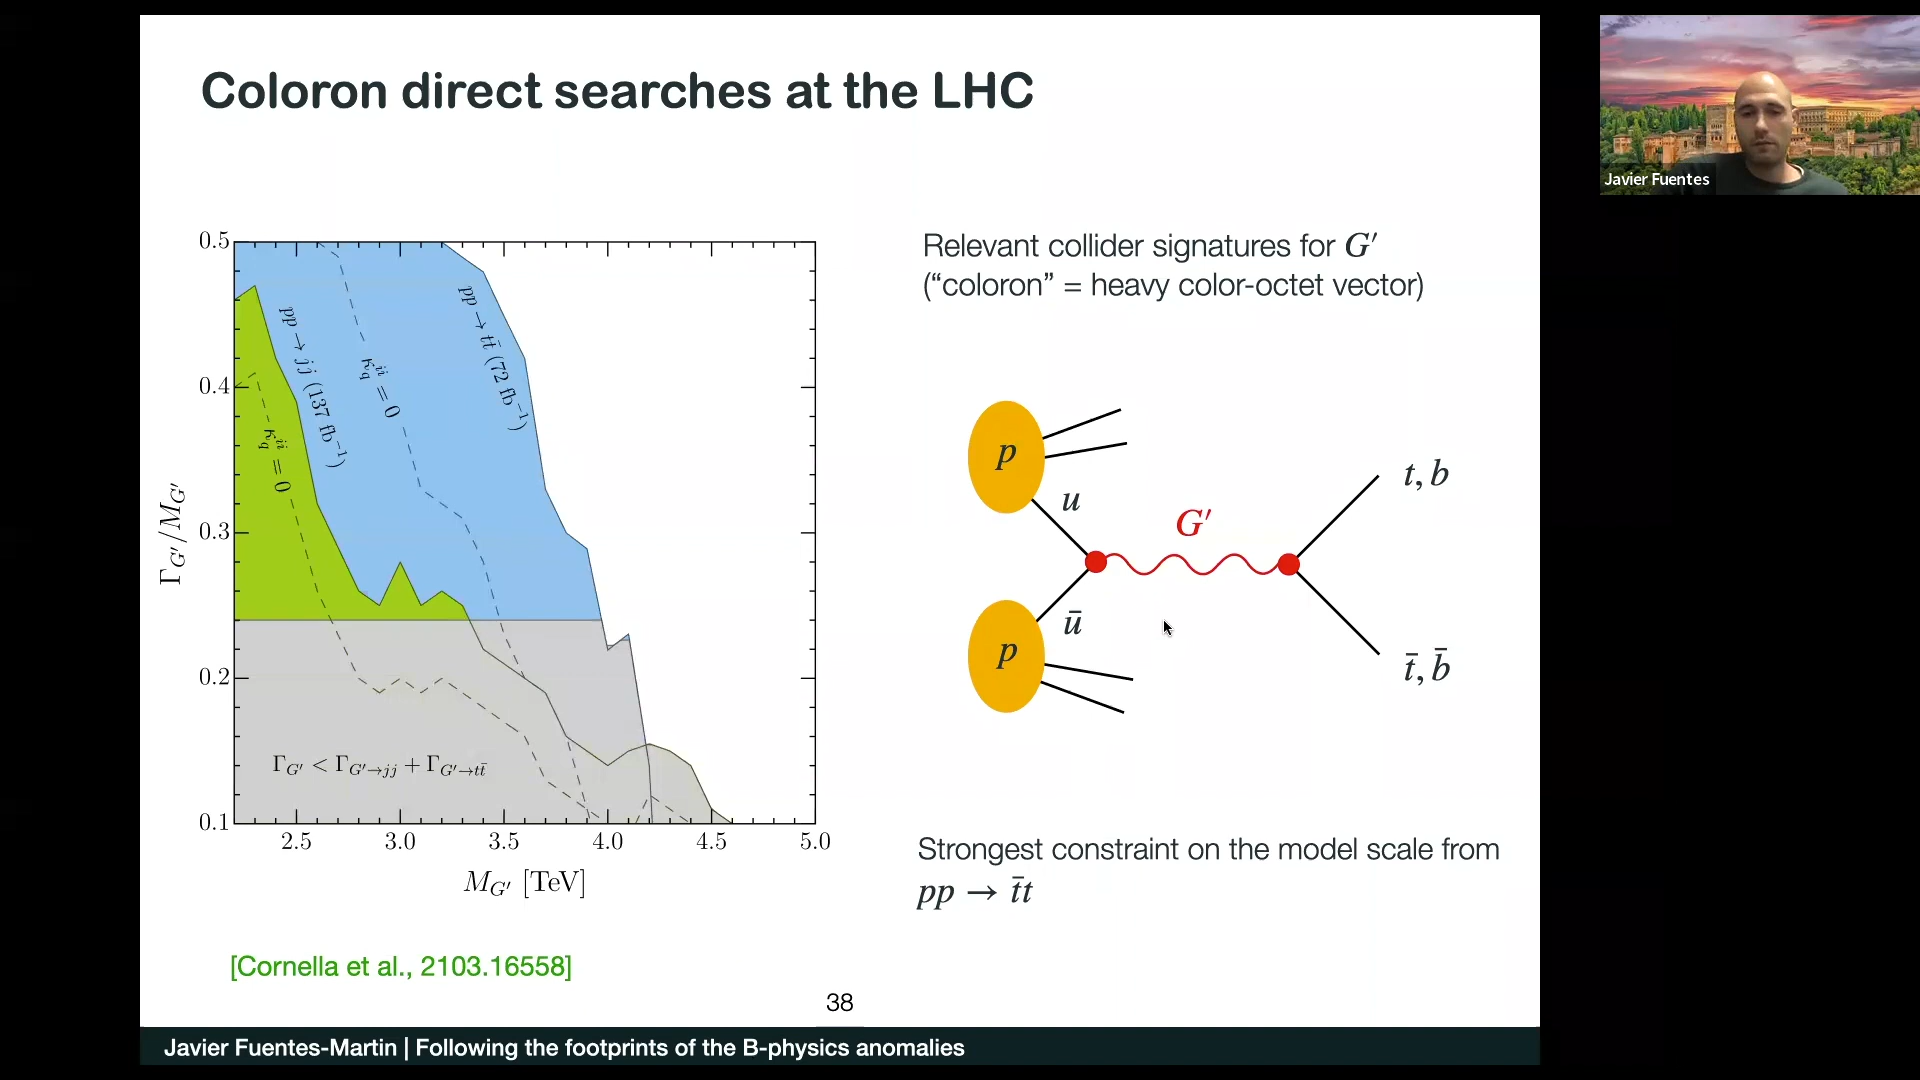 Coloron direct searches at the LHC
Javier Fuentes
0.5
0.4
0.3
0.2
0.1
Γ_G′/M_G′
pp → jj (137 fb⁻¹)
pp → tt̄ (72 fb⁻¹)
κ_q^ii = 0
κ_q^ii = 0
Γ_G′ < Γ_G′→jj + Γ_G′→tt̄
2.5 3.0 3.5 4.0 4.5 5.0
M_G′ [TeV]
[Cornella et al., 2103.16558]
Relevant collider signatures for G′
(“coloron” = heavy color-octet vector)
p
u
G′
t, b
p
ū
t̄, b̄
Strongest constraint on the model scale from
pp → t̄t
38
Javier Fuentes-Martin | Following the footprints of the B-physics anomalies